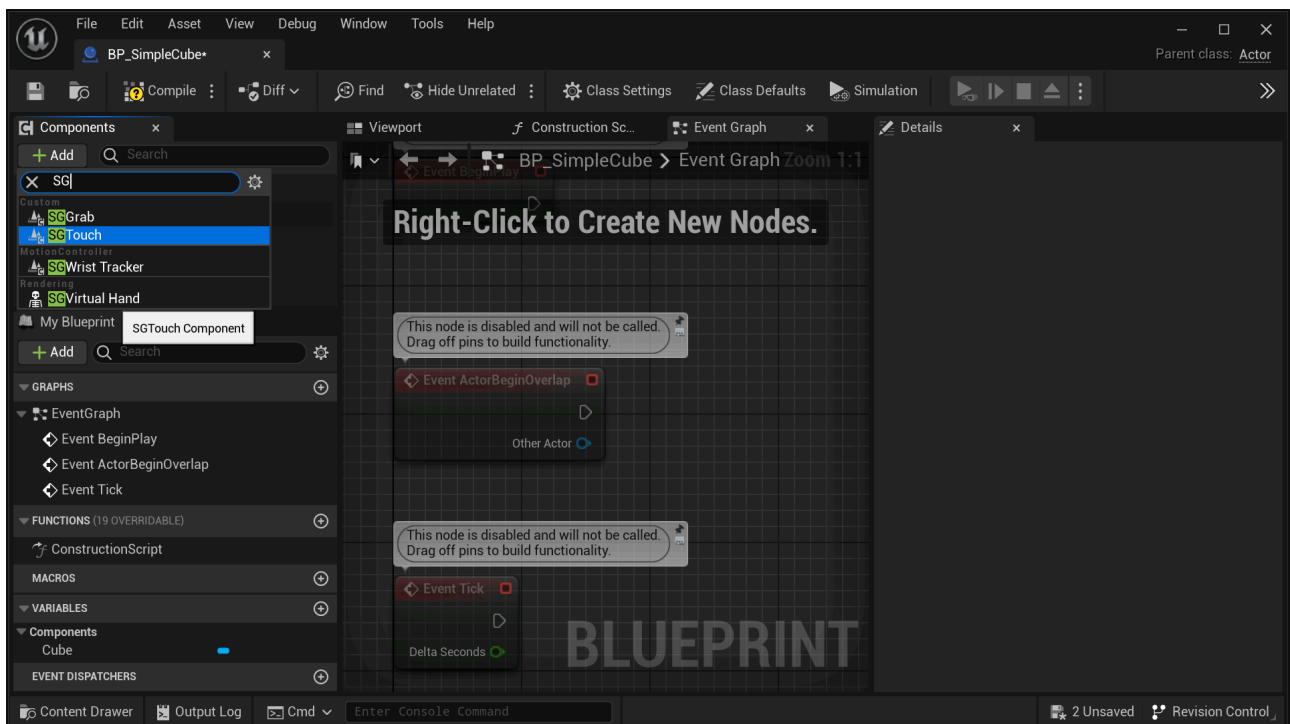 File Edit Asset View Debug Window Tools Help
BP_SimpleCube*
Parent class: Actor
Compile Diff Find Hide Unrelated Class Settings Class Defaults Simulation
Components
Viewport Construction Sc... Event Graph
Details
Add Search
BP_SimpleCube > Event Graph Zoom 1:1
Event BeginPlay
SG
Right-Click to Create New Nodes.
Custom
SGGrab
SGTouch
MotionController
SGWrist Tracker
Rendering
SGVirtual Hand
My Blueprint
SGTouch Component
Add Search
This node is disabled and will not be called.
Drag off pins to build functionality.
GRAPHS
Event ActorBeginOverlap
EventGraph
Event BeginPlay
Other Actor
Event ActorBeginOverlap
Event Tick
FUNCTIONS (19 OVERRIDABLE)
This node is disabled and will not be called.
Drag off pins to build functionality.
ConstructionScript
MACROS
Event Tick
VARIABLES
Components
Cube
Delta Seconds
BLUEPRINT
EVENT DISPATCHERS
Content Drawer Output Log Cmd Enter Console Command 2 Unsaved Revision Control